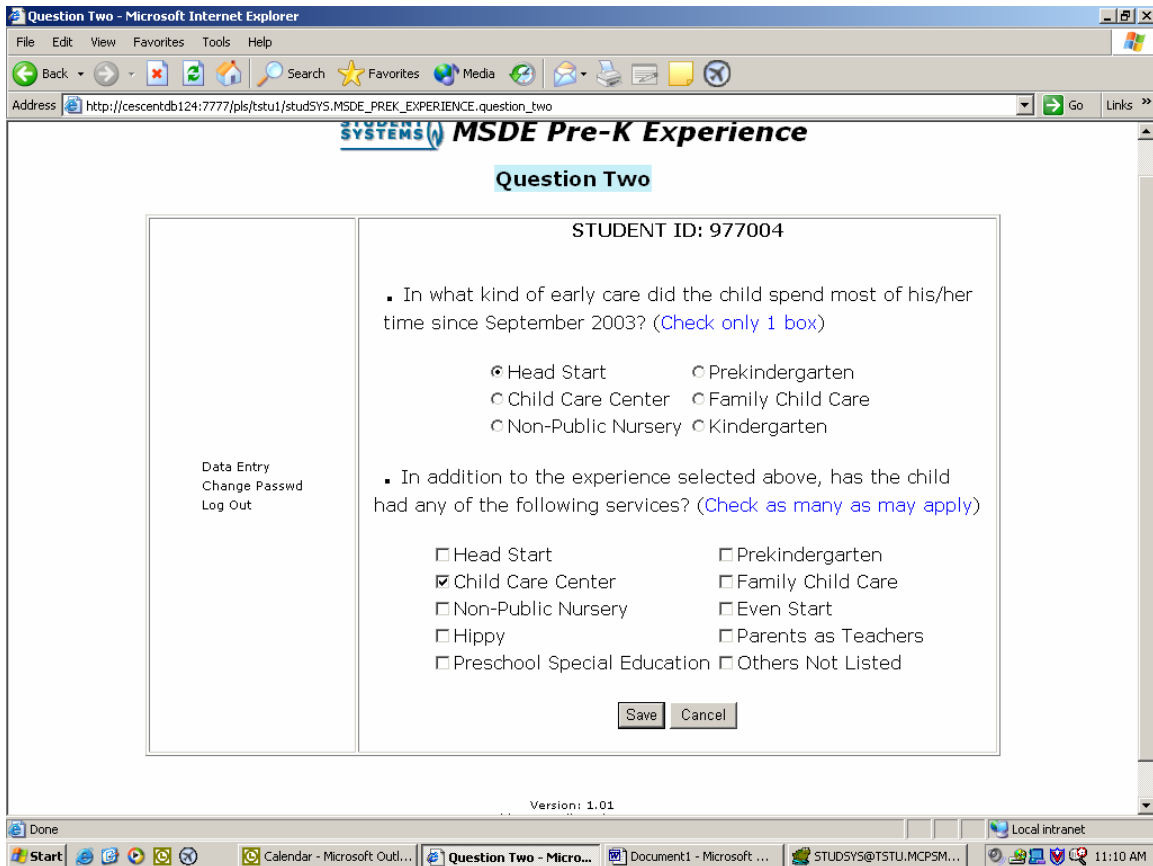 Question Two - Microsoft Internet Explorer
File Edit View Favorites Tools Help
Back Search Favorites Media
Address http://cescentdb124:7777/pls/tstu1/studSYS.MSDE_PREK_EXPERIENCE.question_two Go Links »
STUDENT
SYSTEMS MSDE Pre-K Experience
Question Two
STUDENT ID: 977004
. In what kind of early care did the child spend most of his/her
time since September 2003? (Check only 1 box)
Head Start Prekindergarten
Child Care Center Family Child Care
Non-Public Nursery Kindergarten
Data Entry
Change Passwd
Log Out
. In addition to the experience selected above, has the child
had any of the following services? (Check as many as may apply)
Head Start Prekindergarten
Child Care Center Family Child Care
Non-Public Nursery Even Start
Hippy Parents as Teachers
Preschool Special Education Others Not Listed
Save Cancel
Version: 1.01
Done Local intranet
Start Calendar - Microsoft Outl... Question Two - Micro... Document1 - Microsoft ... STUDSYS@TSTU.MCPSM... 11:10 AM